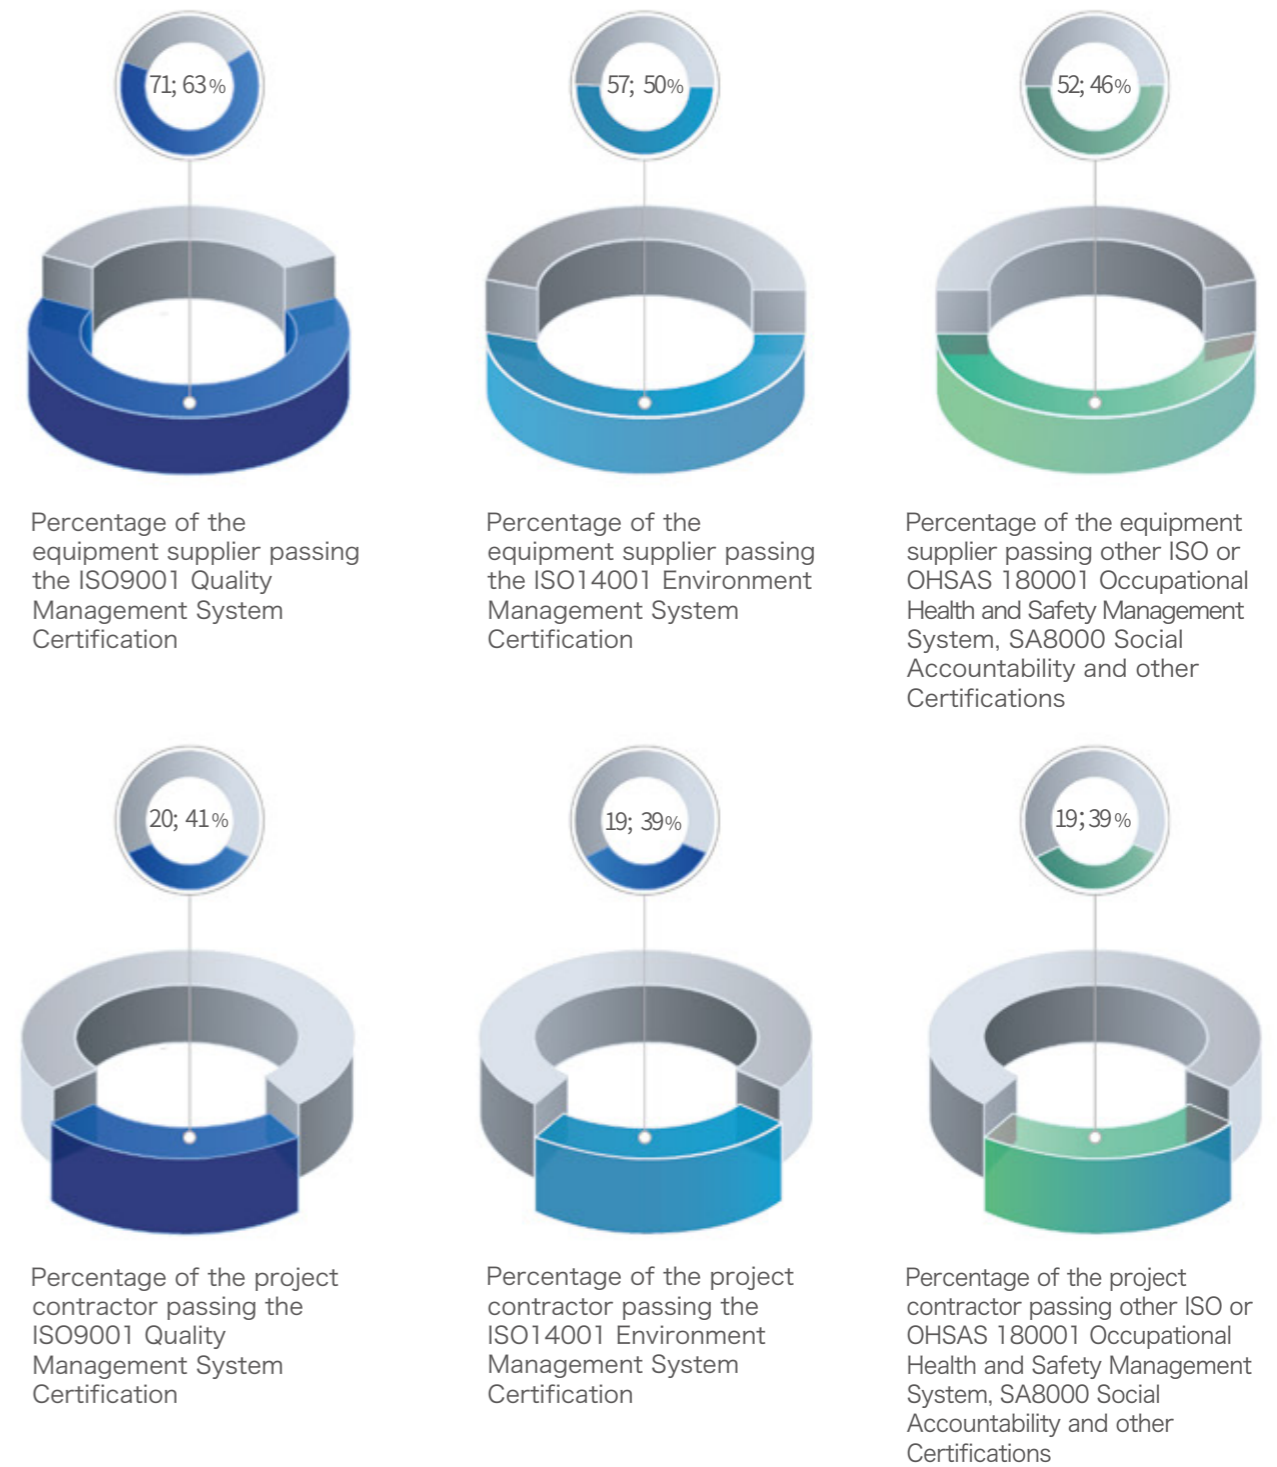 71; 63%
57; 50%
52; 46%
Percentage of the
equipment supplier passing
the ISO9001 Quality
Management System
Certification
Percentage of the
equipment supplier passing
the ISO14001 Environment
Management System
Certification
Percentage of the equipment
supplier passing other ISO or
OHSAS 180001 Occupational
Health and Safety Management
System, SA8000 Social
Accountability and other
Certifications
20; 41%
19; 39%
19; 39%
Percentage of the project
contractor passing the
ISO9001 Quality
Management System
Certification
Percentage of the project
contractor passing the
ISO14001 Environment
Management System
Certification
Percentage of the project
contractor passing other ISO or
OHSAS 180001 Occupational
Health and Safety Management
System, SA8000 Social
Accountability and other
Certifications